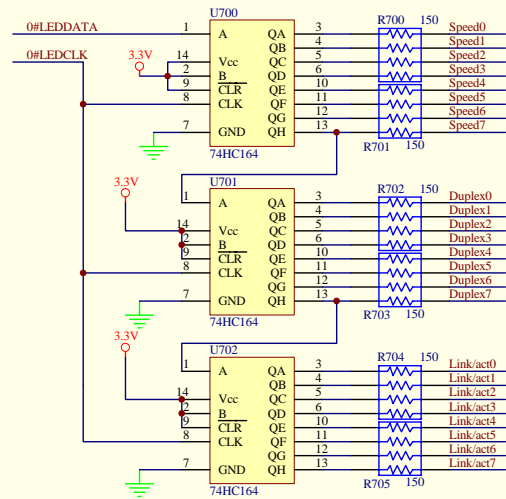 U700
0#LEDDATA 1 A QA 3 R700 150 Speed0
QB 4 Speed1
0#LEDCLK 3.3V 14 Vcc QC 5 Speed2
2 B QD 6 Speed3
9 CLR QE 10 Speed4
8 CLK QF 11 Speed5
QG 12 Speed6
7 GND QH 13 Speed7
74HC164 R701 150
U701
3.3V 1 A QA 3 R702 150 Duplex0
QB 4 Duplex1
14 Vcc QC 5 Duplex2
2 B QD 6 Duplex3
9 CLR QE 10 Duplex4
8 CLK QF 11 Duplex5
QG 12 Duplex6
7 GND QH 13 Duplex7
74HC164 R703 150
U702
3.3V 1 A QA 3 R704 150 Link/act0
QB 4 Link/act1
14 Vcc QC 5 Link/act2
2 B QD 6 Link/act3
9 CLR QE 10 Link/act4
8 CLK QF 11 Link/act5
QG 12 Link/act6
7 GND QH 13 Link/act7
74HC164 R705 150